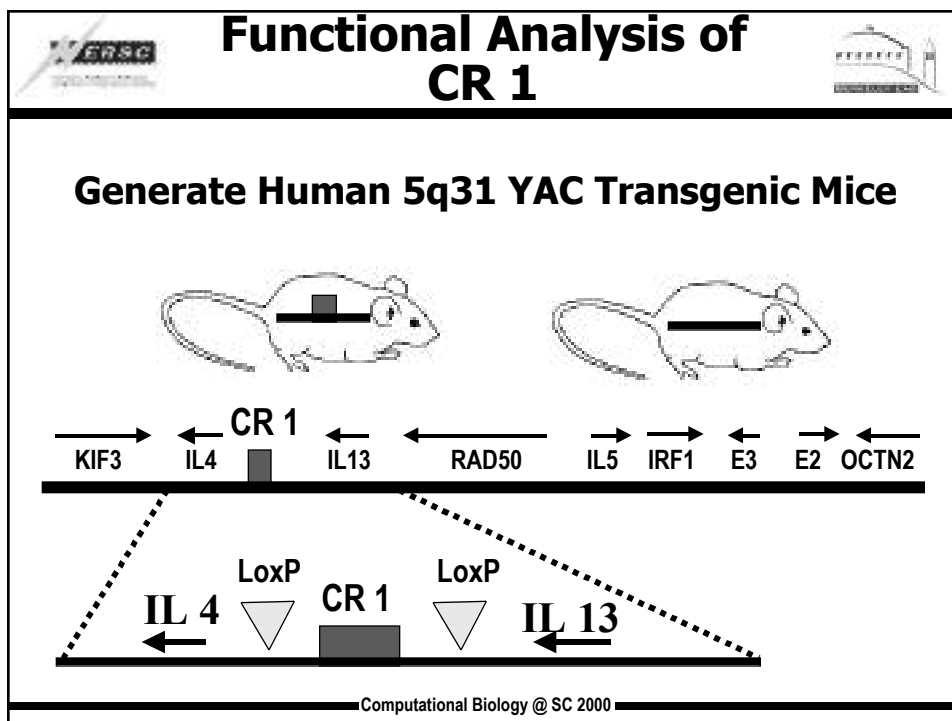 Functional Analysis of
CR 1
Generate Human 5q31 YAC Transgenic Mice
CR 1
KIF3 IL4 IL13 RAD50 IL5 IRF1 E3 E2 OCTN2
LoxP CR 1 LoxP
IL 4 IL 13
Computational Biology @ SC 2000